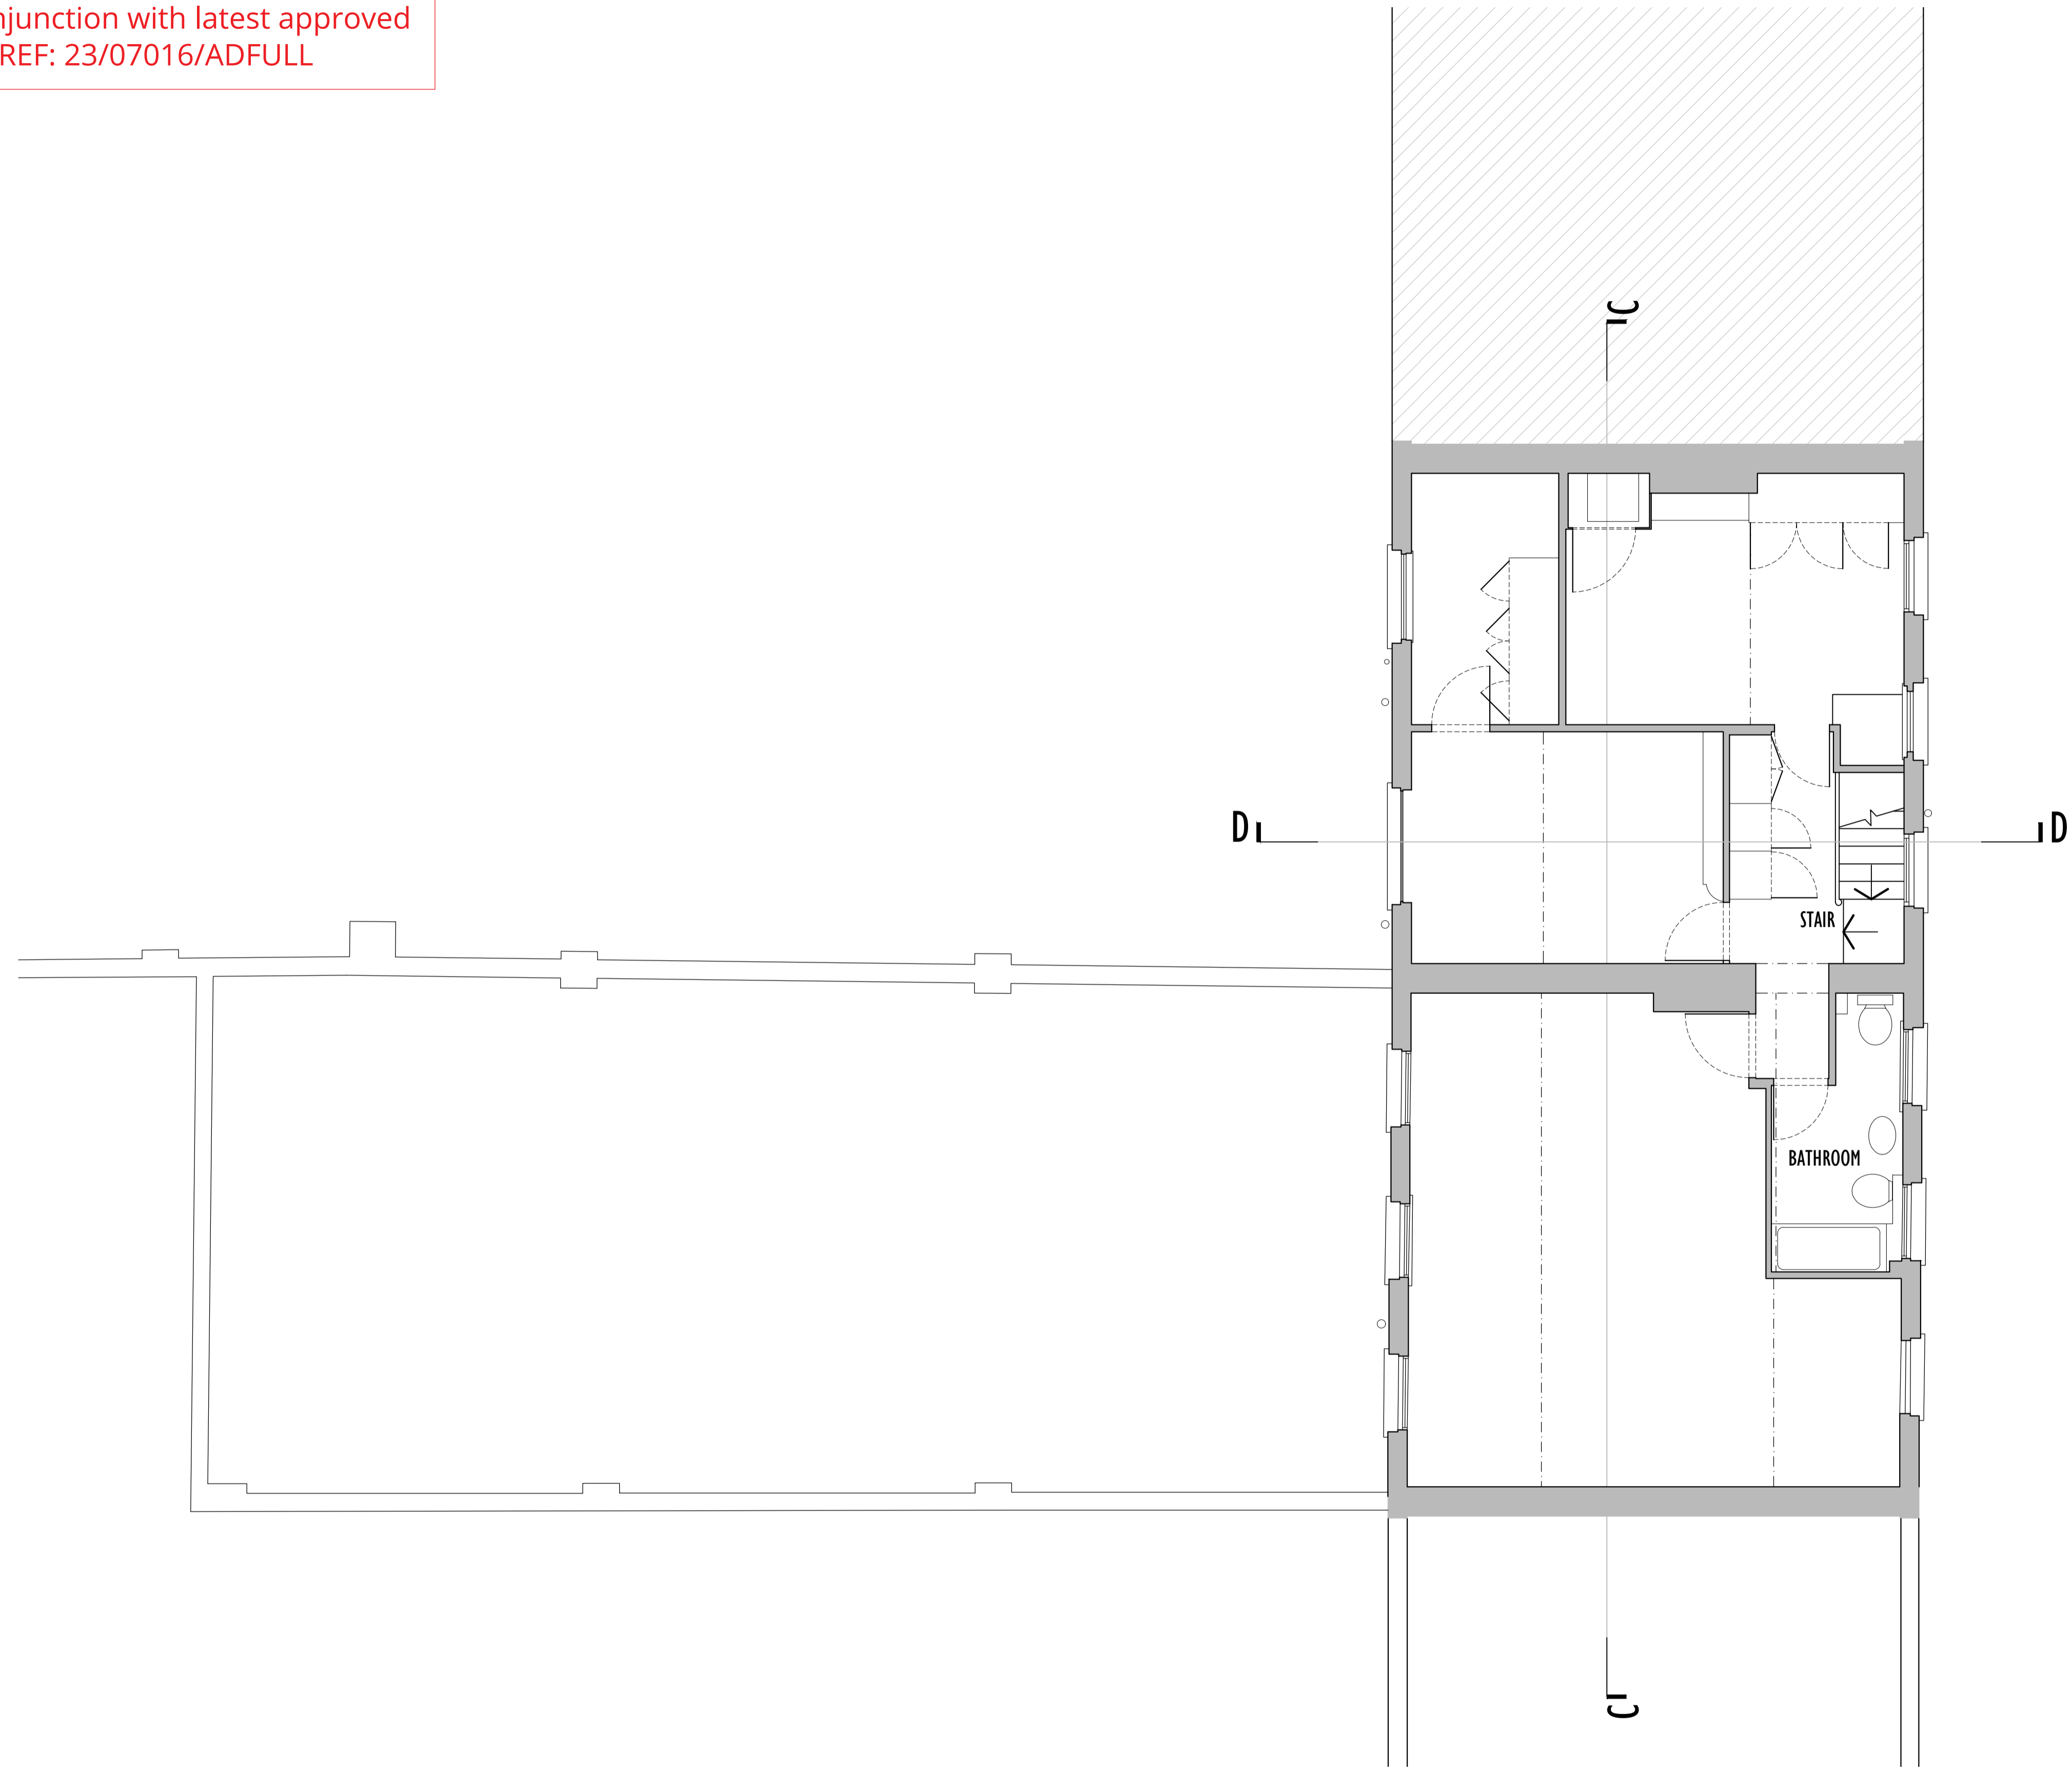 njunction with latest approved
REF: 23/07016/ADFULL
C
D
D
STAIR
BATHROOM
C